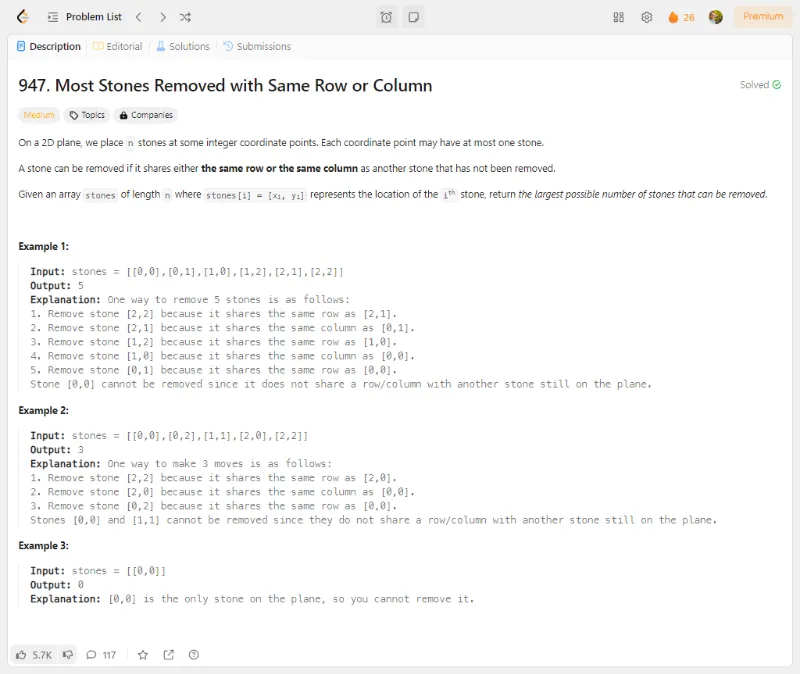 Problem List
26
Premium
Description
Editorial
Solutions
Submissions
947. Most Stones Removed with Same Row or Column
Solved
Medium
Topics
Companies
On a 2D plane, we place n stones at some integer coordinate points. Each coordinate point may have at most one stone.
A stone can be removed if it shares either the same row or the same column as another stone that has not been removed.
Given an array stones of length n where stones[i] = [xᵢ, yᵢ] represents the location of the iᵗʰ stone, return the largest possible number of stones that can be removed.
Example 1:
Input: stones = [[0,0],[0,1],[1,0],[1,2],[2,1],[2,2]]
Output: 5
Explanation: One way to remove 5 stones is as follows:
1. Remove stone [2,2] because it shares the same row as [2,1].
2. Remove stone [2,1] because it shares the same column as [0,1].
3. Remove stone [1,2] because it shares the same row as [1,0].
4. Remove stone [1,0] because it shares the same column as [0,0].
5. Remove stone [0,1] because it shares the same row as [0,0].
Stone [0,0] cannot be removed since it does not share a row/column with another stone still on the plane.
Example 2:
Input: stones = [[0,0],[0,2],[1,1],[2,0],[2,2]]
Output: 3
Explanation: One way to make 3 moves is as follows:
1. Remove stone [2,2] because it shares the same row as [2,0].
2. Remove stone [2,0] because it shares the same column as [0,0].
3. Remove stone [0,2] because it shares the same row as [0,0].
Stones [0,0] and [1,1] cannot be removed since they do not share a row/column with another stone still on the plane.
Example 3:
Input: stones = [[0,0]]
Output: 0
Explanation: [0,0] is the only stone on the plane, so you cannot remove it.
5.7K
117